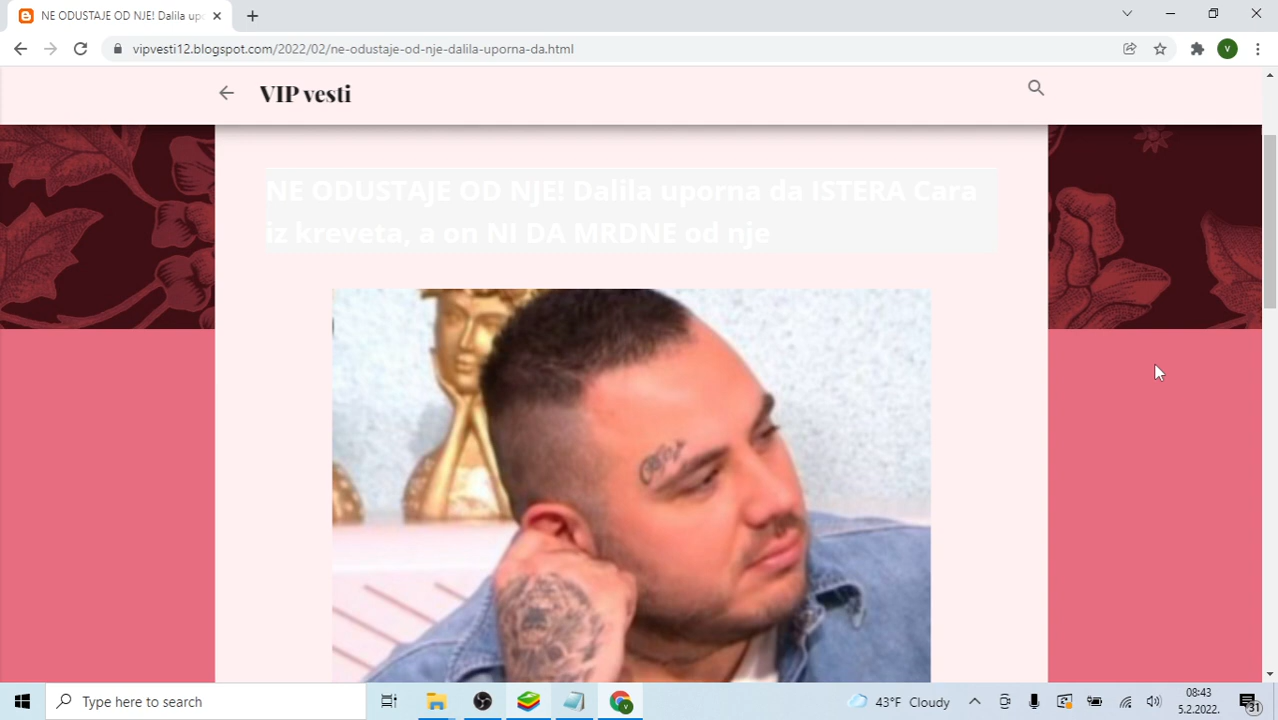 NE ODUSTAJE OD NJE! Dalila upo
vipvesti12.blogspot.com/2022/02/ne-odustaje-od-nje-dalila-uporna-da.html
V
VIP vesti
NE ODUSTAJE OD NJE! Dalila uporna da ISTERA Cara
iz kreveta, a on NI DA MRDNE od nje
Type here to search
43°F Cloudy
08:43
5.2.2022.
31